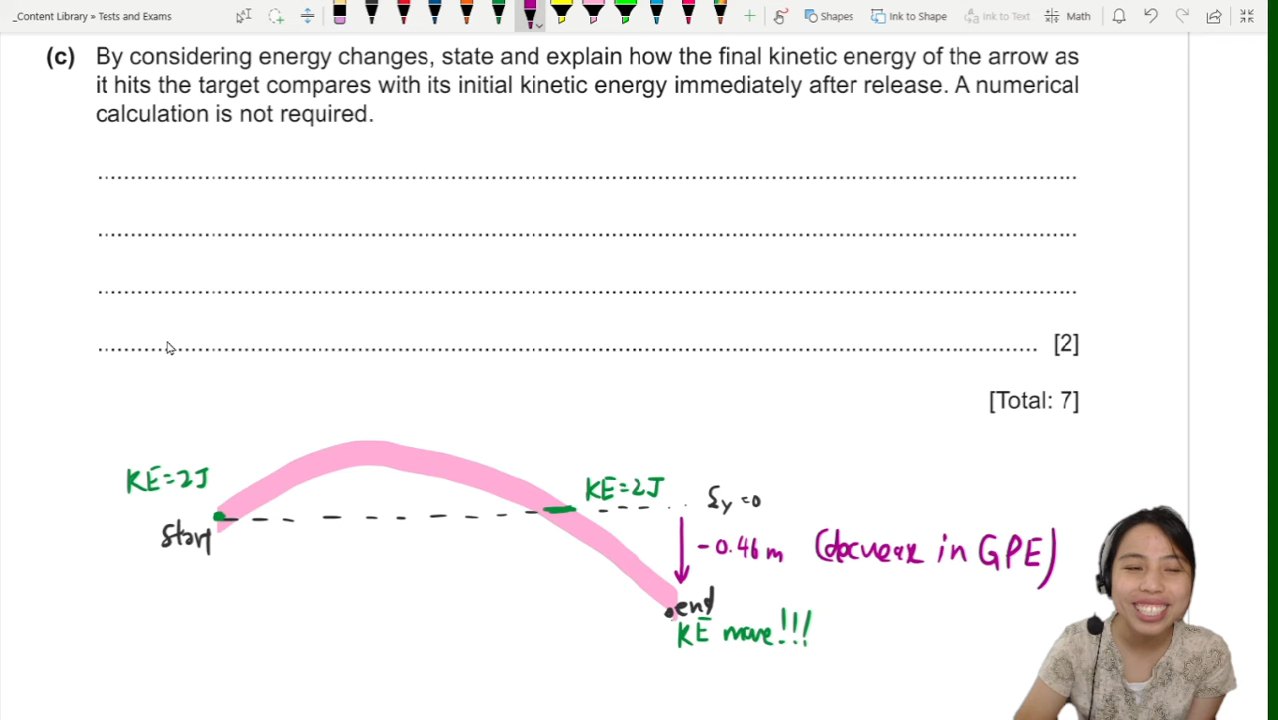 _Content Library » Tests and Exams
Shapes
Ink to Shape
Ink to Text
Math
(c) By considering energy changes, state and explain how the final kinetic energy of the arrow as
it hits the target compares with its initial kinetic energy immediately after release. A numerical
calculation is not required.
[2]
[Total: 7]
KE=2J
KE=2J
Sy=0
Start
-0.46 m (decrease in GPE)
end
KE more!!!